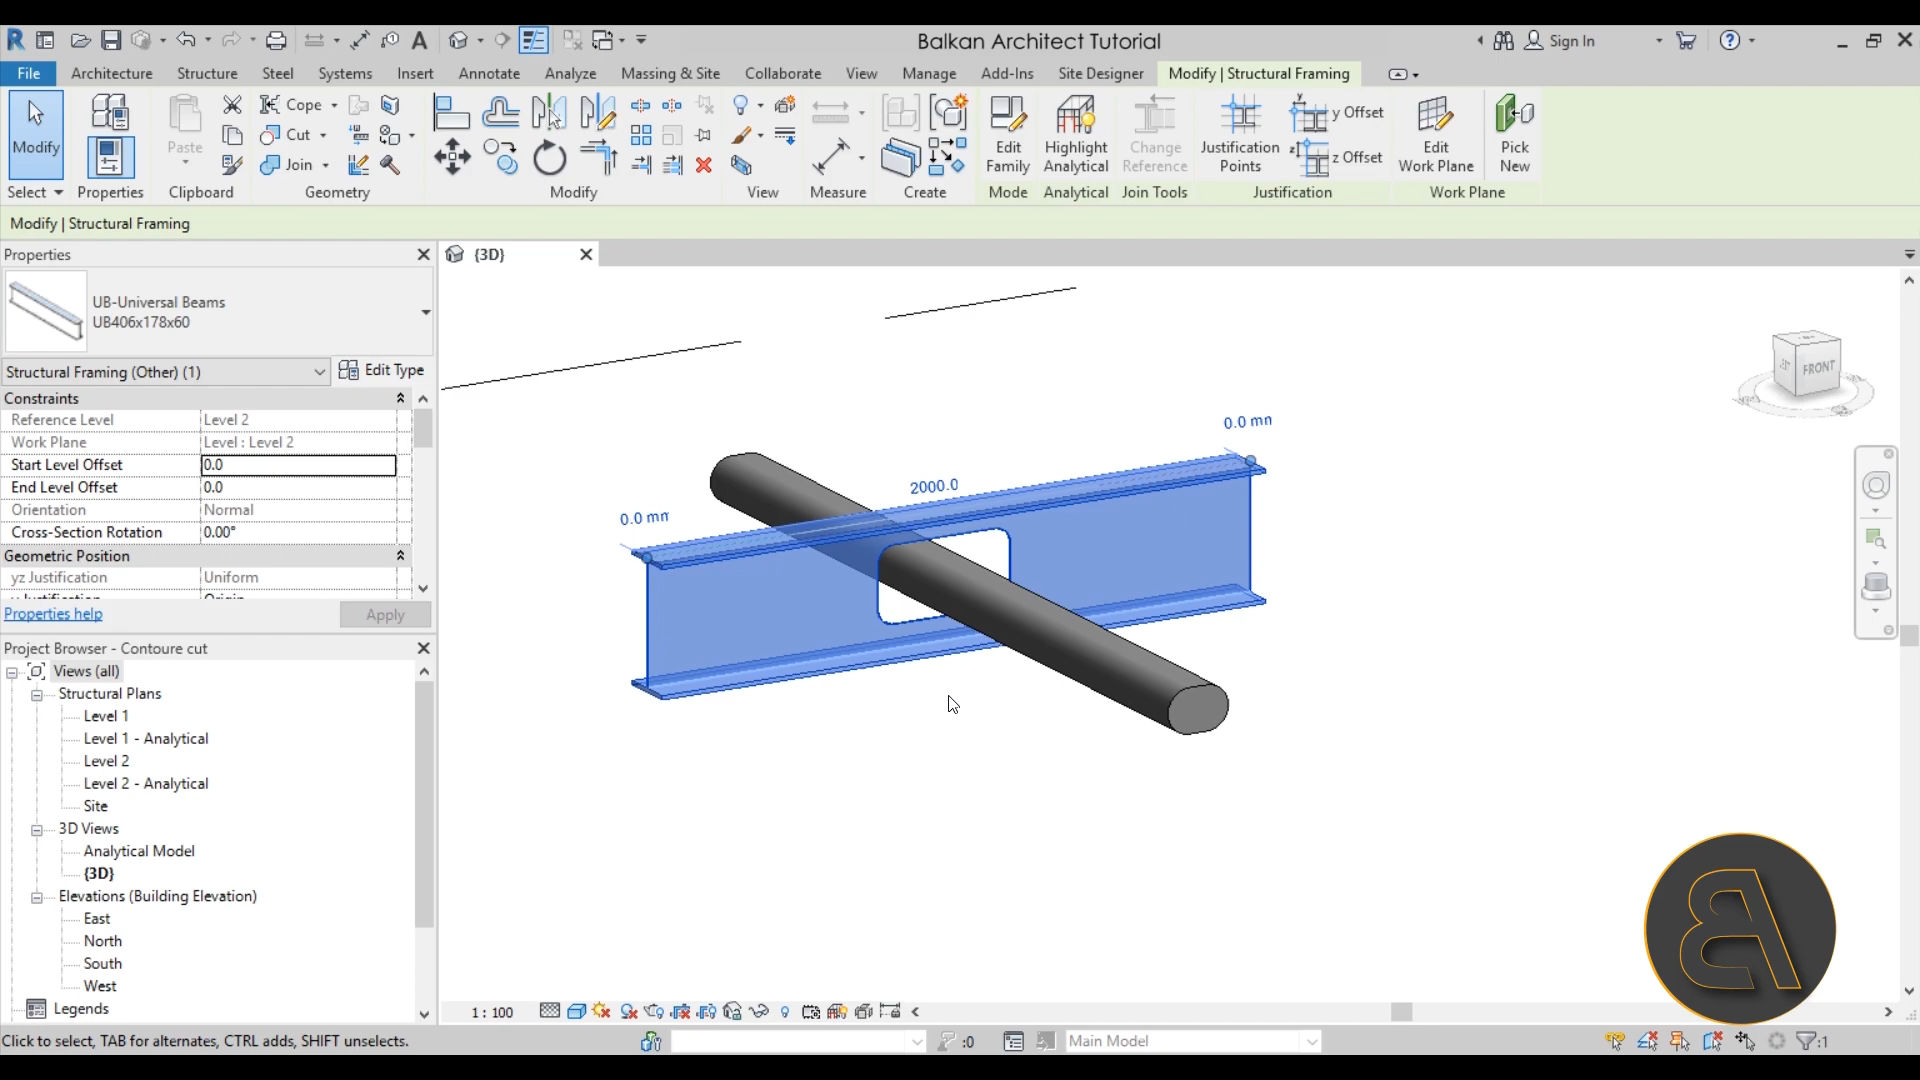 Balkan Architect Tutorial
Sign In
File Architecture Structure Steel Systems Insert Annotate Analyze Massing & Site Collaborate View Manage Add-Ins Site Designer Modify | Structural Framing
Modify
Paste
Cope
Cut
Join
Edit
Family
Highlight
Analytical
Change
Reference
Justification
Points
y Offset
z Offset
Edit
Work Plane
Pick
New
Select Properties Clipboard Geometry Modify View Measure Create Mode Analytical Join Tools Justification Work Plane
Modify | Structural Framing
Properties
UB-Universal Beams
UB406x178x60
Structural Framing (Other) (1)
Edit Type
Constraints
Reference Level Level 2
Work Plane Level : Level 2
Start Level Offset 0.0
End Level Offset 0.0
Orientation Normal
Cross-Section Rotation 0.00°
Geometric Position
yz Justification Uniform
Properties help
Apply
Project Browser - Contoure cut
Views (all)
Structural Plans
Level 1
Level 1 - Analytical
Level 2
Level 2 - Analytical
Site
3D Views
Analytical Model
{3D}
Elevations (Building Elevation)
East
North
South
West
Legends
{3D}
0.0 mm
2000.0
0.0 mm
FRONT
1 : 100
Click to select, TAB for alternates, CTRL adds, SHIFT unselects.
:0
Main Model
:1